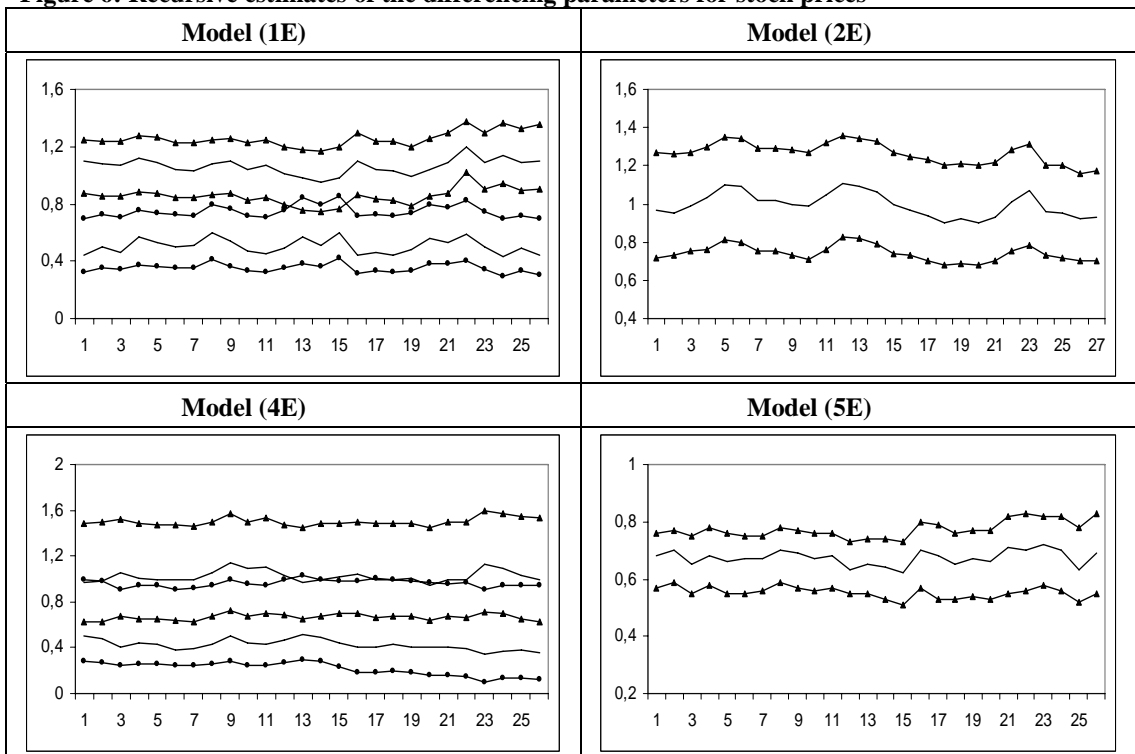 Figure 6: Recursive estimates of the differencing parameters for stock prices
Model (1E)
Model (2E)
1,6
1,2
0,8
0,4
0
1 3 5 7 9 11 13 15 17 19 21 23 25
1,6
1,4
1,2
1
0,8
0,6
0,4
1 3 5 7 9 11 13 15 17 19 21 23 25 27
Model (4E)
Model (5E)
2
1,6
1,2
0,8
0,4
0
1 3 5 7 9 11 13 15 17 19 21 23 25
1
0,8
0,6
0,4
0,2
1 3 5 7 9 11 13 15 17 19 21 23 25